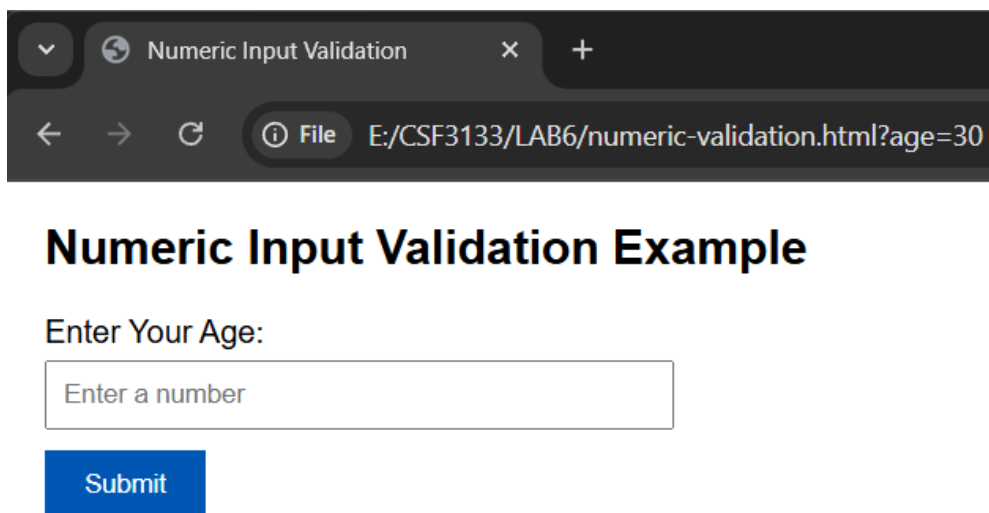 Numeric Input Validation
File E:/CSF3133/LAB6/numeric-validation.html?age=30
Numeric Input Validation Example
Enter Your Age:
Enter a number
Submit